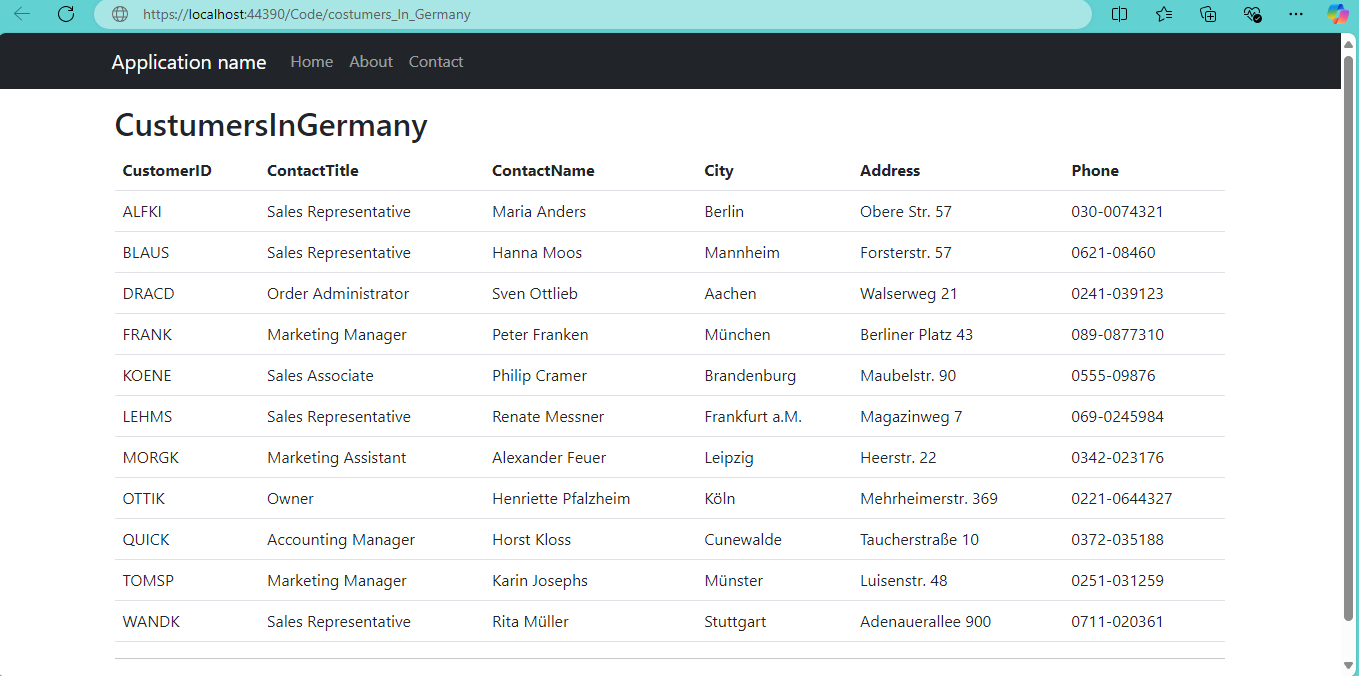 https://localhost:44390/Code/costumers_In_Germany
Application name Home About Contact
CustumersInGermany
CustomerID ContactTitle ContactName City Address Phone
ALFKI Sales Representative Maria Anders Berlin Obere Str. 57 030-0074321
BLAUS Sales Representative Hanna Moos Mannheim Forsterstr. 57 0621-08460
DRACD Order Administrator Sven Ottlieb Aachen Walserweg 21 0241-039123
FRANK Marketing Manager Peter Franken München Berliner Platz 43 089-0877310
KOENE Sales Associate Philip Cramer Brandenburg Maubelstr. 90 0555-09876
LEHMS Sales Representative Renate Messner Frankfurt a.M. Magazinweg 7 069-0245984
MORGK Marketing Assistant Alexander Feuer Leipzig Heerstr. 22 0342-023176
OTTIK Owner Henriette Pfalzheim Köln Mehrheimerstr. 369 0221-0644327
QUICK Accounting Manager Horst Kloss Cunewalde Taucherstraße 10 0372-035188
TOMSP Marketing Manager Karin Josephs Münster Luisenstr. 48 0251-031259
WANDK Sales Representative Rita Müller Stuttgart Adenauerallee 900 0711-020361